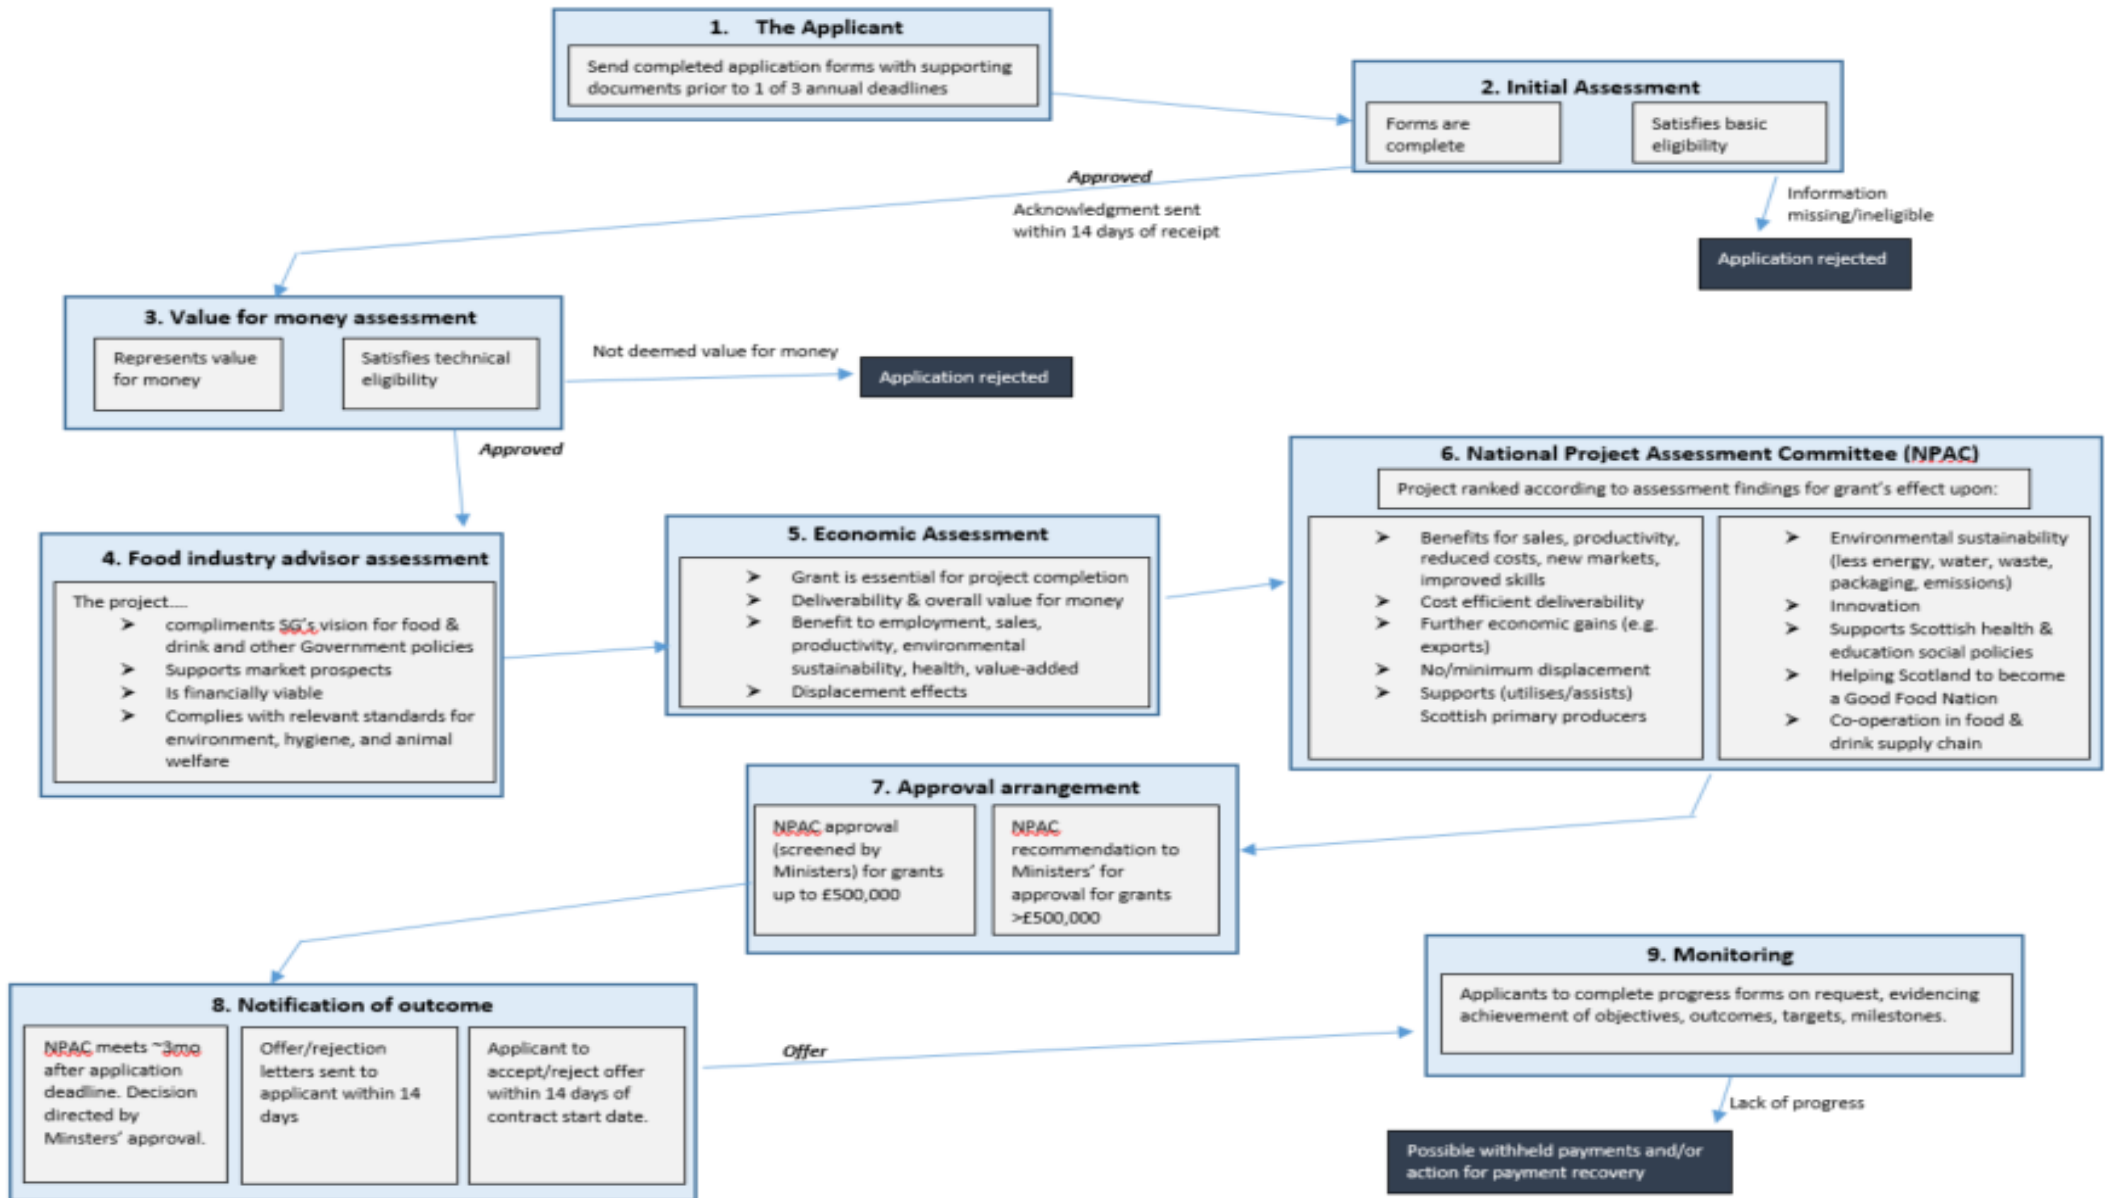 1. The Applicant
Send completed application forms with supporting
documents prior to 1 of 3 annual deadlines
2. Initial Assessment
Forms are
complete
Satisfies basic
eligibility
Approved
Acknowledgment sent
within 14 days of receipt
Information
missing/ineligible
Application rejected
3. Value for money assessment
Represents value
for money
Satisfies technical
eligibility
Not deemed value for money
Application rejected
Approved
4. Food industry advisor assessment
The project....
➤ compliments SG's vision for food &
drink and other Government policies
➤ Supports market prospects
➤ Is financially viable
➤ Complies with relevant standards for
environment, hygiene, and animal
welfare
5. Economic Assessment
➤ Grant is essential for project completion
➤ Deliverability & overall value for money
➤ Benefit to employment, sales,
productivity, environmental
sustainability, health, value-added
➤ Displacement effects
6. National Project Assessment Committee (NPAC)
Project ranked according to assessment findings for grant's effect upon:
➤ Benefits for sales, productivity,
reduced costs, new markets,
improved skills
➤ Cost efficient deliverability
➤ Further economic gains (e.g.
exports)
➤ No/minimum displacement
➤ Supports (utilises/assists)
Scottish primary producers
➤ Environmental sustainability
(less energy, water, waste,
packaging, emissions)
➤ Innovation
➤ Supports Scottish health &
education social policies
➤ Helping Scotland to become
a Good Food Nation
➤ Co-operation in food &
drink supply chain
7. Approval arrangement
NPAC approval
(screened by
Ministers) for grants
up to £500,000
NPAC
recommendation to
Ministers' for
approval for grants
>£500,000
8. Notification of outcome
NPAC meets ~3mo
after application
deadline. Decision
directed by
Minsters' approval.
Offer/rejection
letters sent to
applicant within 14
days
Applicant to
accept/reject offer
within 14 days of
contract start date.
Offer
9. Monitoring
Applicants to complete progress forms on request, evidencing
achievement of objectives, outcomes, targets, milestones.
Lack of progress
Possible withheld payments and/or
action for payment recovery